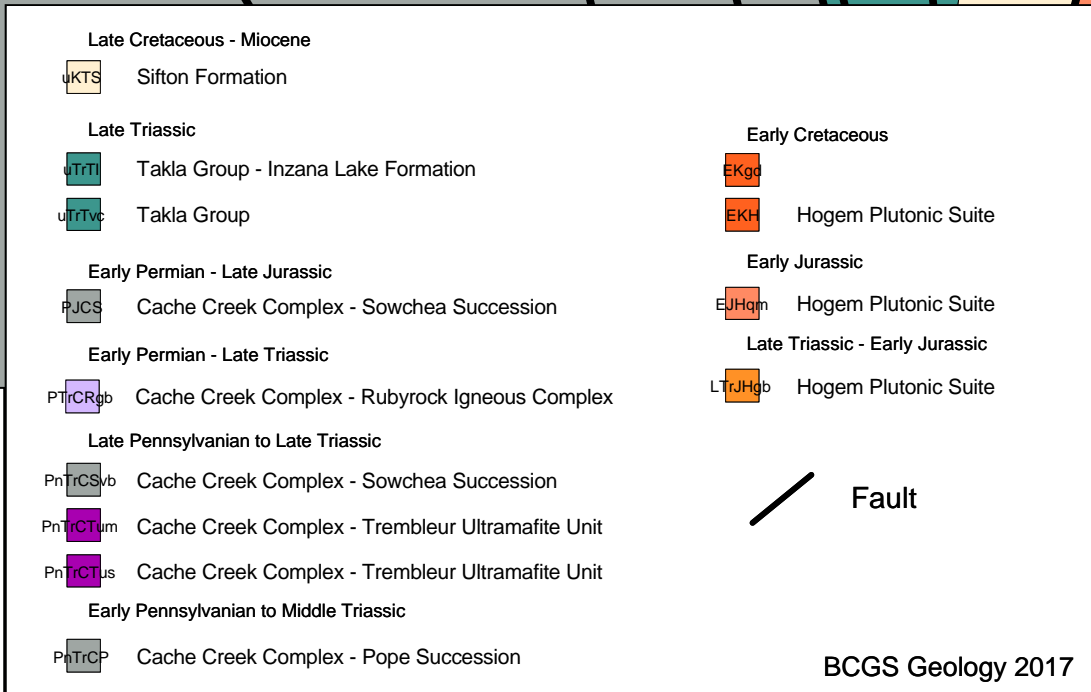 Late Cretaceous - Miocene
uKTS Sifton Formation
Late Triassic
uTrTI Takla Group - Inzana Lake Formation
uTrTvc Takla Group
Early Permian - Late Jurassic
PJCS Cache Creek Complex - Sowchea Succession
Early Permian - Late Triassic
PTrCRgb Cache Creek Complex - Rubyrock Igneous Complex
Late Pennsylvanian to Late Triassic
PnTrCSvb Cache Creek Complex - Sowchea Succession
PnTrCTum Cache Creek Complex - Trembleur Ultramafite Unit
PnTrCTus Cache Creek Complex - Trembleur Ultramafite Unit
Early Pennsylvanian to Middle Triassic
PnTrCP Cache Creek Complex - Pope Succession
Early Cretaceous
EKgd
EKH Hogem Plutonic Suite
Early Jurassic
EJHqm Hogem Plutonic Suite
Late Triassic - Early Jurassic
LTrJHgb Hogem Plutonic Suite
Fault
BCGS Geology 2017